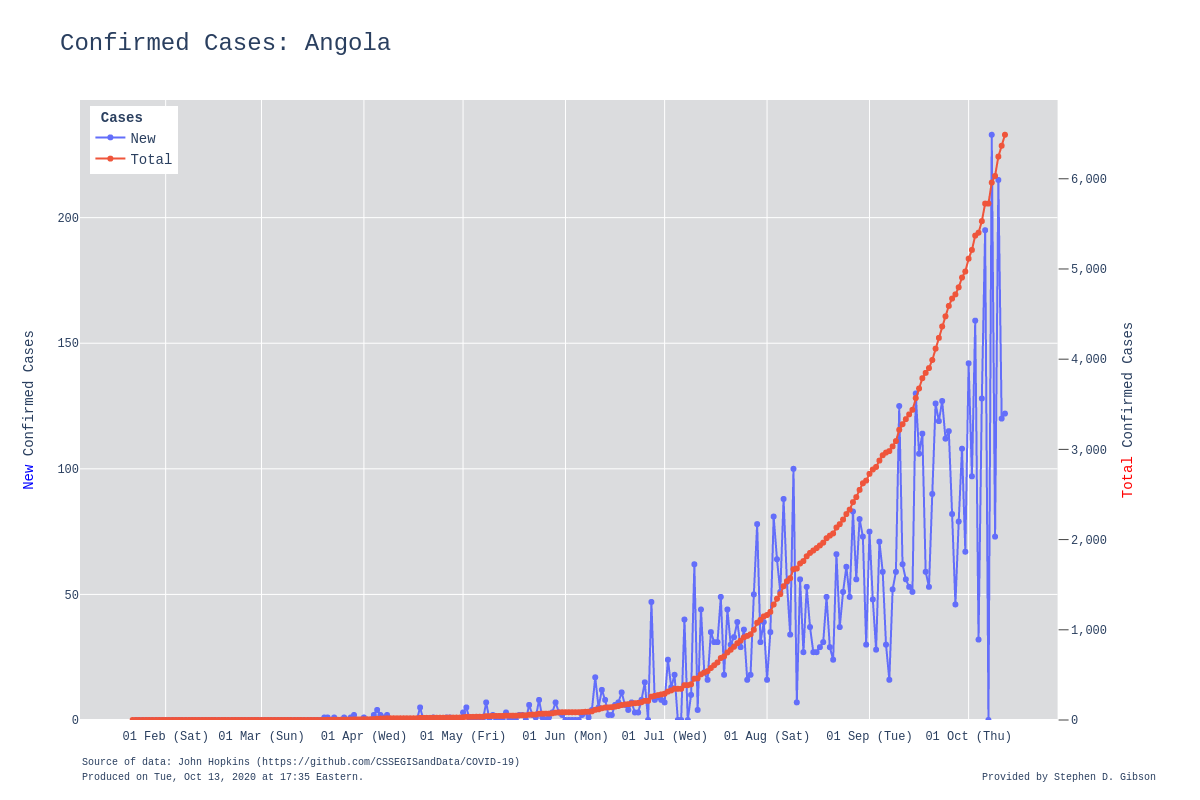 Confirmed Cases: Angola
Cases
New
Total
200
150
100
50
0
New Confirmed Cases
6,000
5,000
4,000
3,000
2,000
1,000
0
Total Confirmed Cases
01 Feb (Sat) 01 Mar (Sun) 01 Apr (Wed) 01 May (Fri) 01 Jun (Mon) 01 Jul (Wed) 01 Aug (Sat) 01 Sep (Tue) 01 Oct (Thu)
Source of data: John Hopkins (https://github.com/CSSEGISandData/COVID-19)
Produced on Tue, Oct 13, 2020 at 17:35 Eastern.
Provided by Stephen D. Gibson